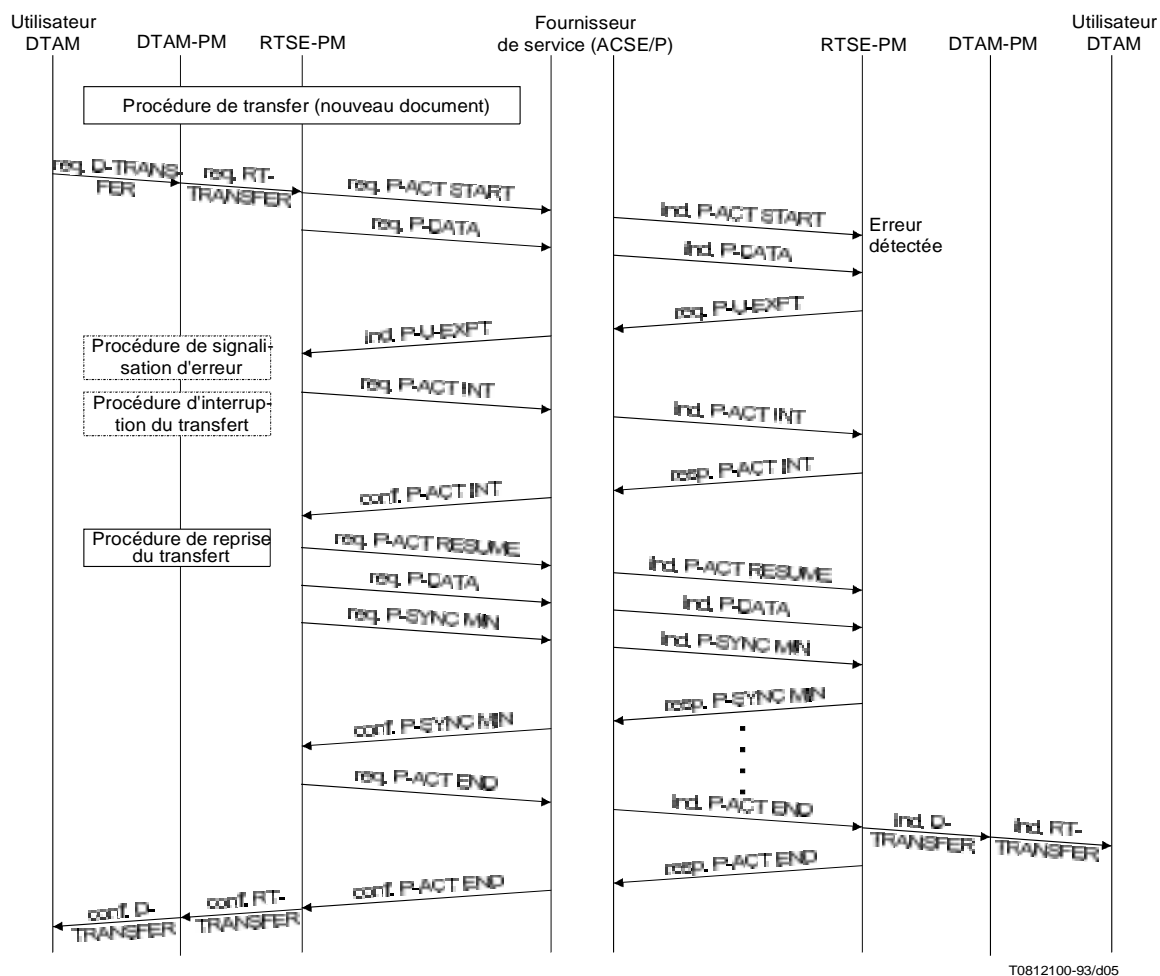 Utilisateur
DTAM
DTAM-PM
RTSE-PM
Fournisseur
de service (ACSE/P)
RTSE-PM
DTAM-PM
Utilisateur
DTAM
Procédure de transfer (nouveau document)
req. D-TRANS-
FER
req. RT-
TRANSFER
req. P-ACT START
ind. P-ACT START
Erreur
détectée
req. P-DATA
ind. P-DATA
req. P-U-EXPT
ind. P-U-EXPT
Procédure de signali-
sation d'erreur
req. P-ACT INT
Procédure d'interrup-
tion du transfert
ind. P-ACT INT
resp. P-ACT INT
conf. P-ACT INT
Procédure de reprise
du transfert
req. P-ACT RESUME
ind. P-ACT RESUME
req. P-DATA
ind. P-DATA
req. P-SYNC MIN
ind. P-SYNC MIN
resp. P-SYNC MIN
conf. P-SYNC MIN
req. P-ACT END
ind. P-ACT END
ind. D-
TRANSFER
ind. RT-
TRANSFER
resp. P-ACT END
conf. P-ACT END
conf. RT-
TRANSFER
conf. D-
TRANSFER
T0812100-93/d05